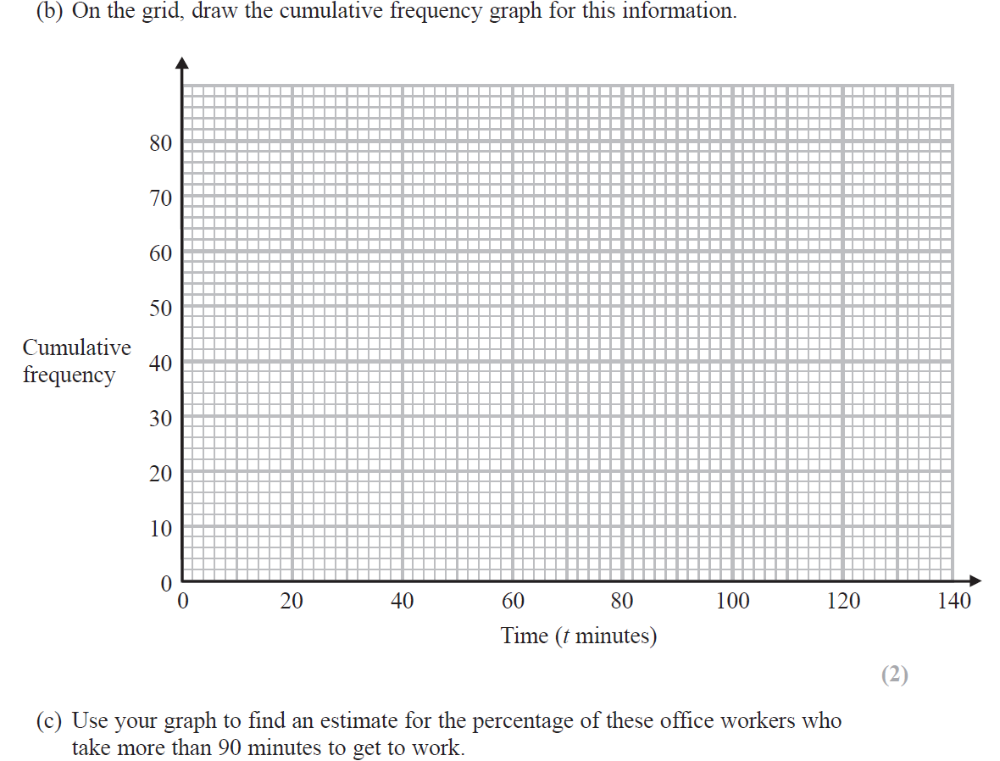 (b) On the grid, draw the cumulative frequency graph for this information.
80
70
60
50
Cumulative
frequency
40
30
20
10
0
0 20 40 60 80 100 120 140
Time (t minutes)
(2)
(c) Use your graph to find an estimate for the percentage of these office workers who
take more than 90 minutes to get to work.